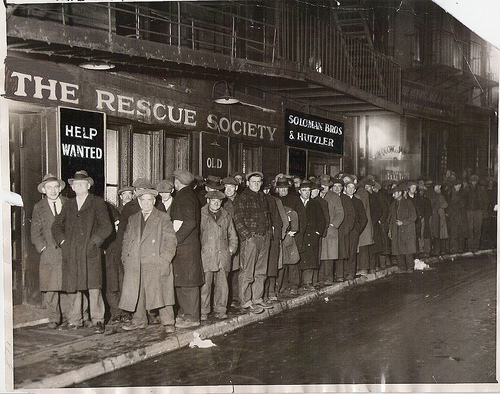 THE RESCUE SOCIETY
HELP
WANTED
OLD
SOLOMAN BROS
& HUTZLER